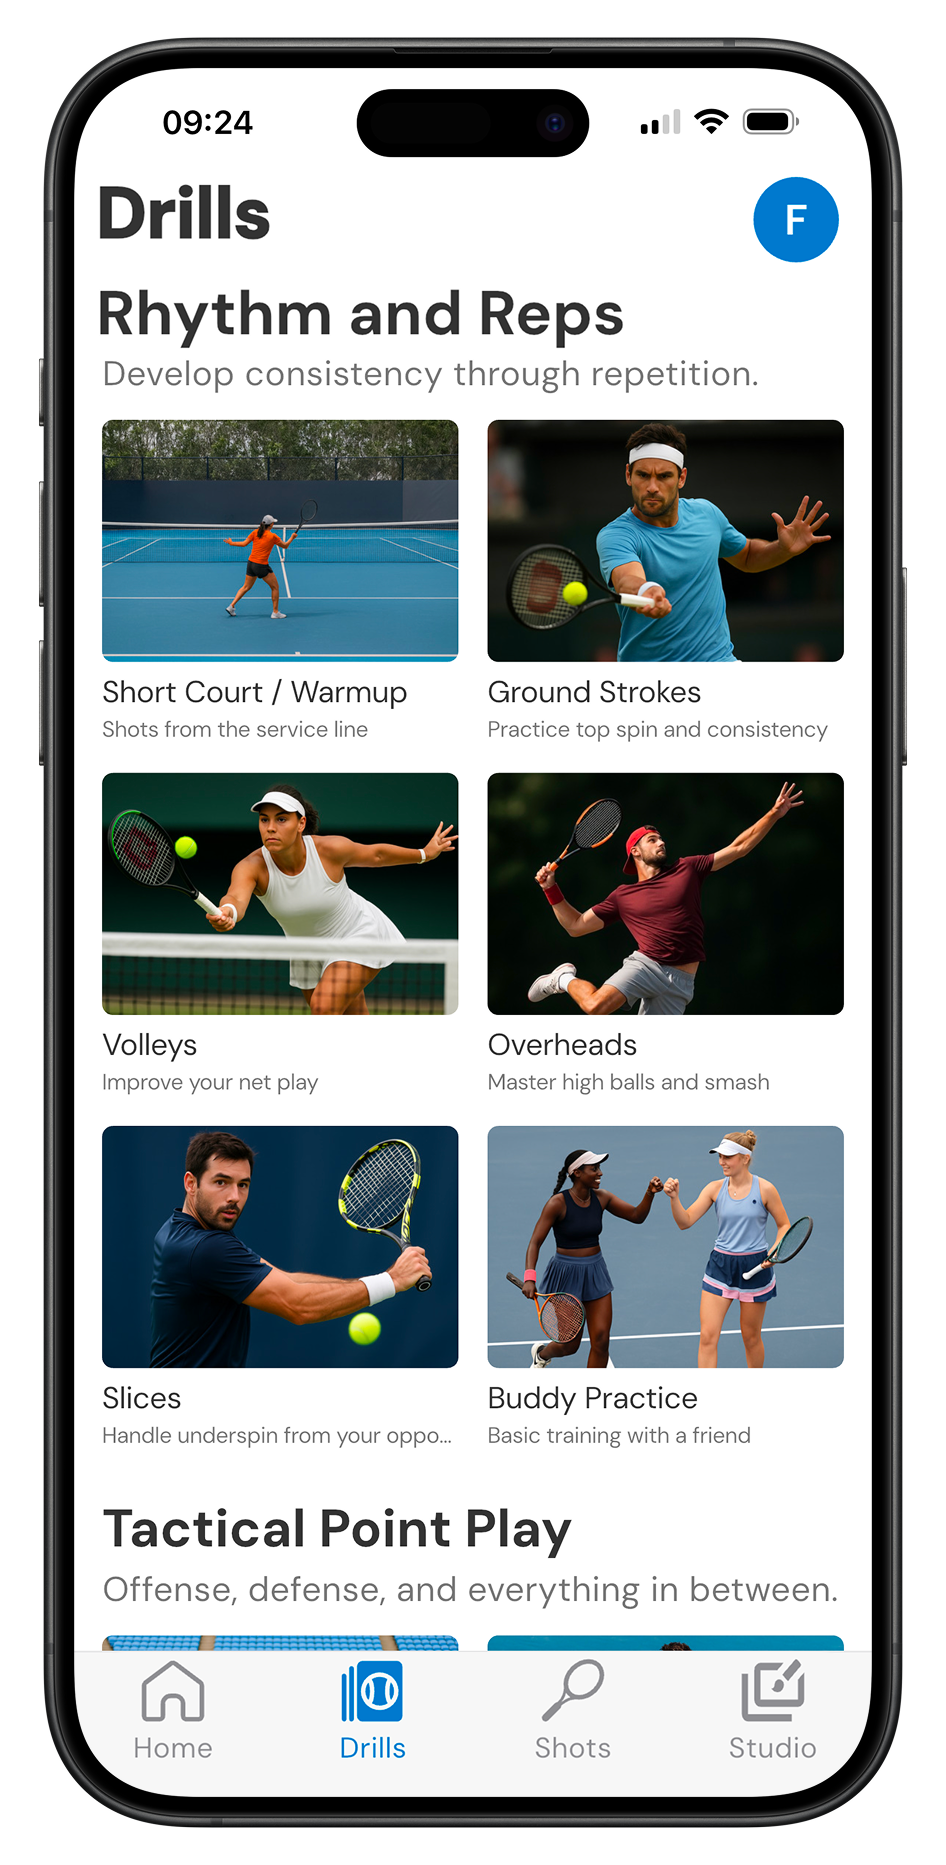 09:24
Drills
F
Rhythm and Reps
Develop consistency through repetition.
Short Court / Warmup
Shots from the service line
Ground Strokes
Practice top spin and consistency
Volleys
Improve your net play
Overheads
Master high balls and smash
Slices
Handle underspin from your oppo...
Buddy Practice
Basic training with a friend
Tactical Point Play
Offense, defense, and everything in between.
Home
Drills
Shots
Studio